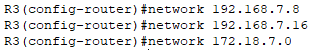 R3(config-router)#network 192.168.7.8
R3(config-router)#network 192.168.7.16
R3(config-router)#network 172.18.7.0